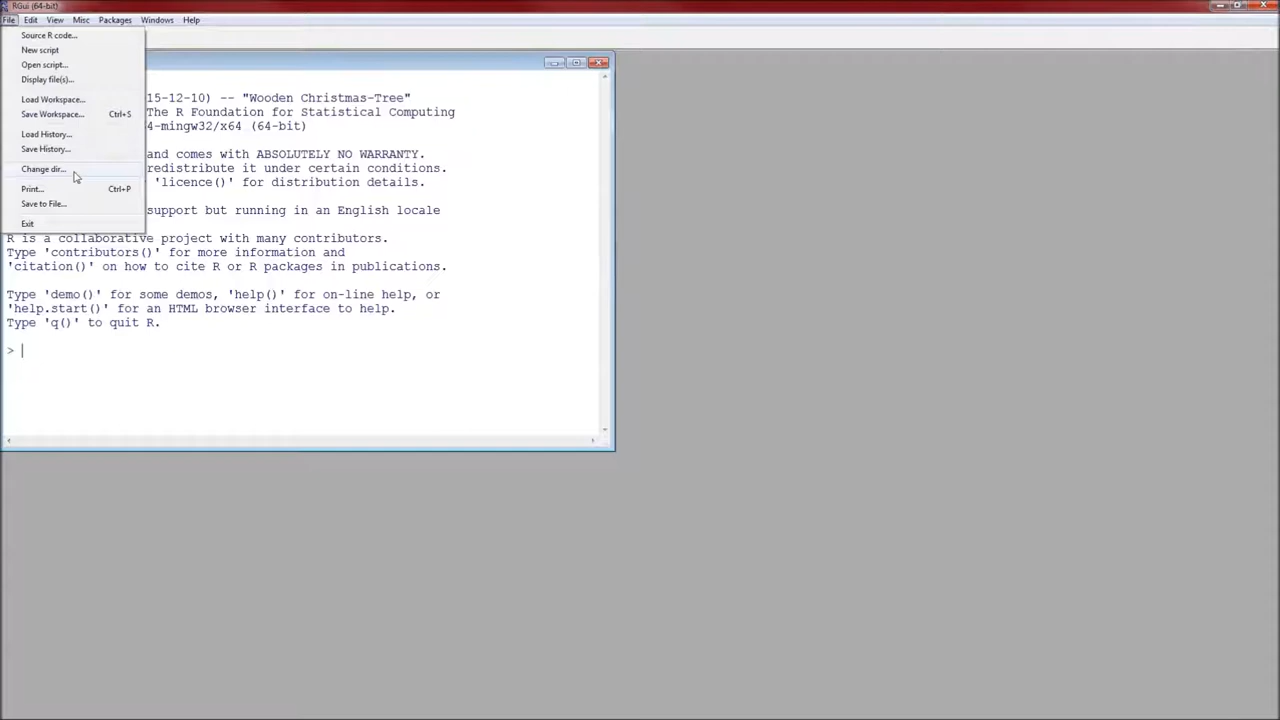 RGui (64-bit)
File Edit View Misc Packages Windows Help
Source R code...
New script
Open script...
Display file(s)...
Load Workspace...
Save Workspace... Ctrl+S
Load History...
Save History...
Change dir...
Print... Ctrl+P
Save to File...
Exit
15-12-10) -- "Wooden Christmas-Tree"
The R Foundation for Statistical Computing
4-mingw32/x64 (64-bit)
and comes with ABSOLUTELY NO WARRANTY.
redistribute it under certain conditions.
'licence()' for distribution details.
support but running in an English locale
R is a collaborative project with many contributors.
Type 'contributors()' for more information and
'citation()' on how to cite R or R packages in publications.
Type 'demo()' for some demos, 'help()' for on-line help, or
'help.start()' for an HTML browser interface to help.
Type 'q()' to quit R.
>